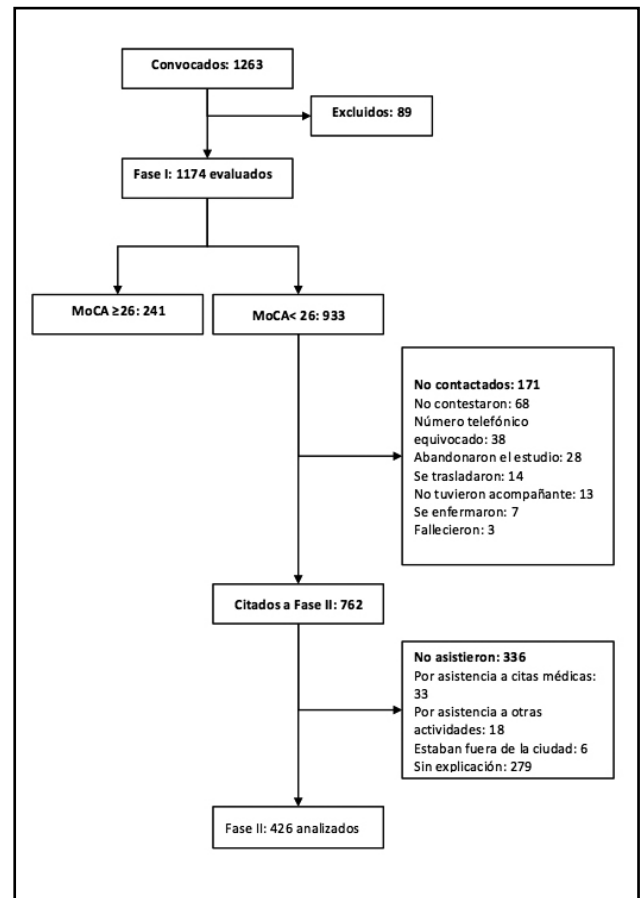 Convocados: 1263
Excluidos: 89
Fase I: 1174 evaluados
MoCA ≥26: 241
MoCA< 26: 933
No contactados: 171
No contestaron: 68
Número telefónico
equivocado: 38
Abandonaron el estudio: 28
Se trasladaron: 14
No tuvieron acompañante: 13
Se enfermaron: 7
Fallecieron: 3
Citados a Fase II: 762
No asistieron: 336
Por asistencia a citas médicas:
33
Por asistencia a otras
actividades: 18
Estaban fuera de la ciudad: 6
Sin explicación: 279
Fase II: 426 analizados